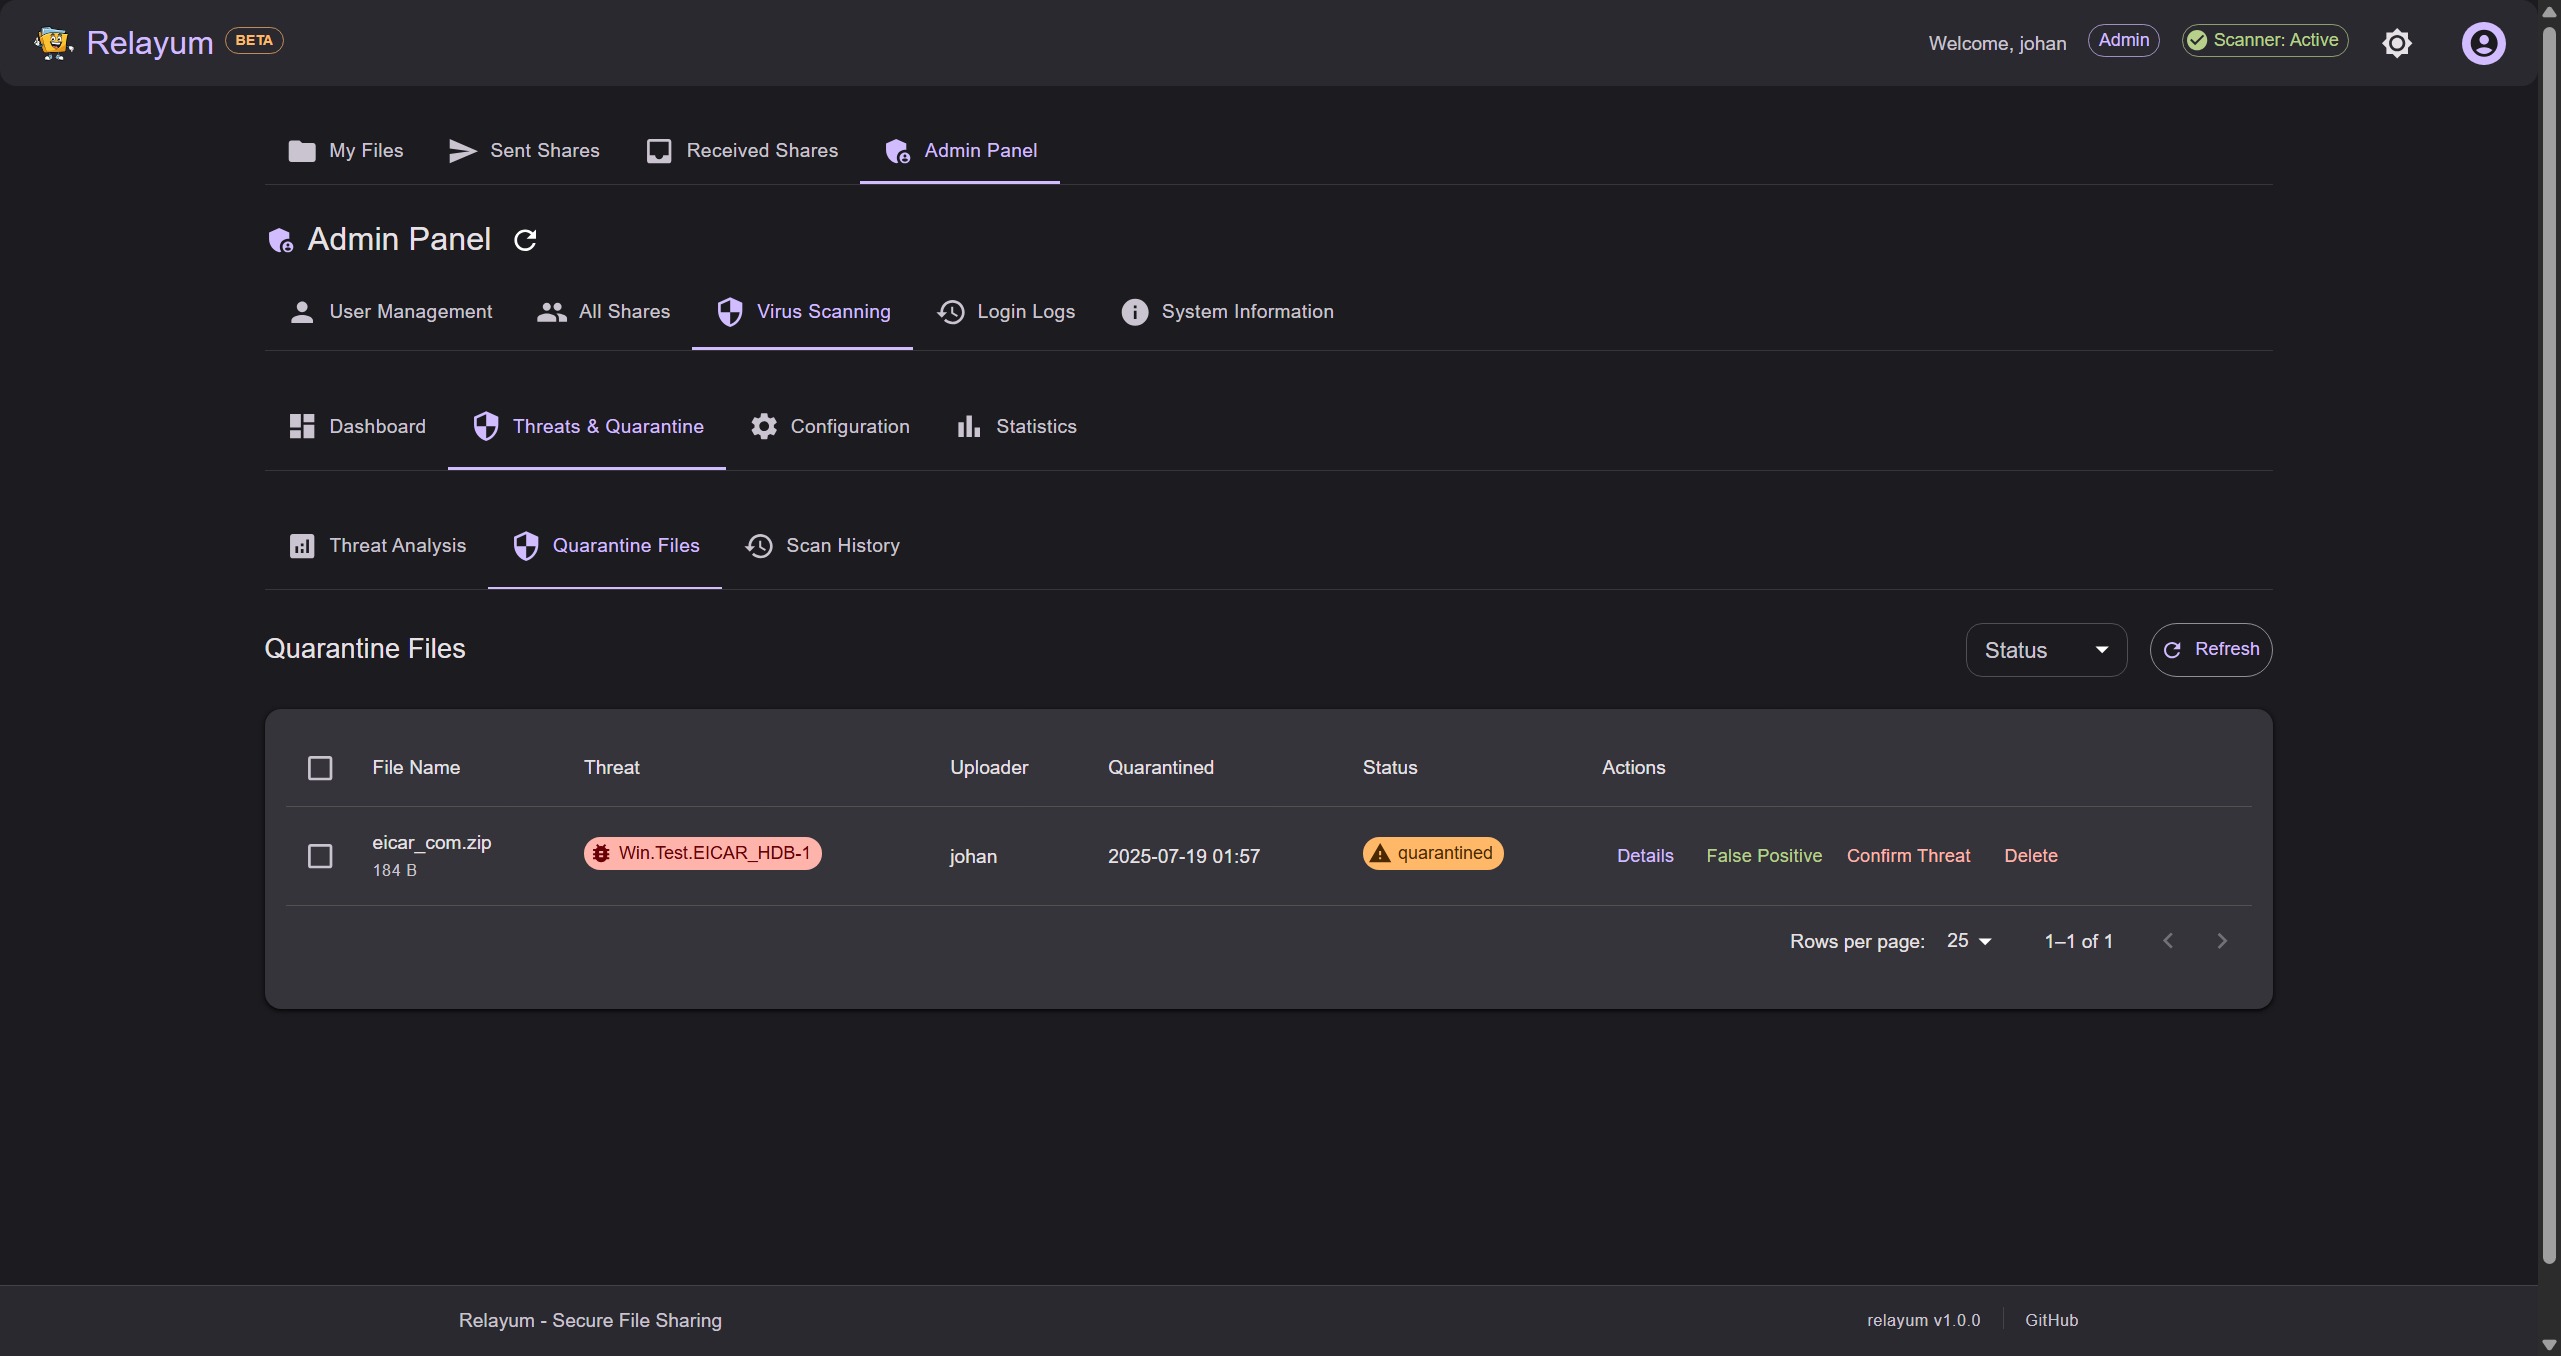 Relayum BETA
Welcome, johan Admin Scanner: Active
My Files Sent Shares Received Shares Admin Panel
Admin Panel
User Management All Shares Virus Scanning Login Logs System Information
Dashboard Threats & Quarantine Configuration Statistics
Threat Analysis Quarantine Files Scan History
Quarantine Files Status Refresh
File Name Threat Uploader Quarantined Status Actions
eicar_com.zip Win.Test.EICAR_HDB-1 johan 2025-07-19 01:57 quarantined Details False Positive Confirm Threat Delete
184 B
Rows per page: 25 1–1 of 1
Relayum - Secure File Sharing relayum v1.0.0 GitHub